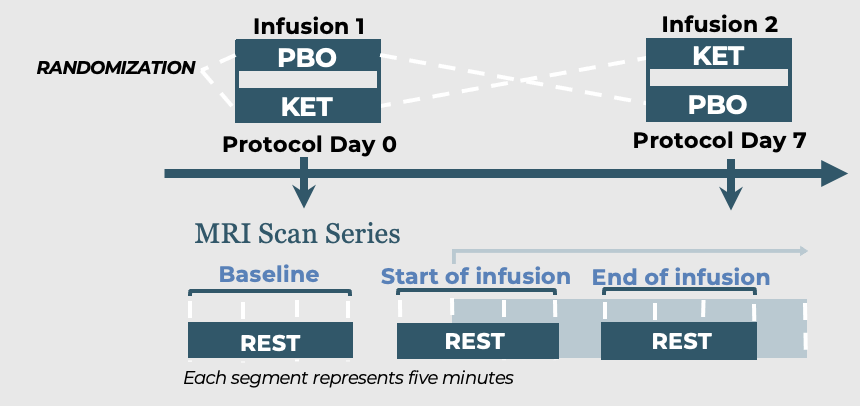 Infusion 1
Infusion 2
RANDOMIZATION
PBO
KET
KET
PBO
Protocol Day 0
Protocol Day 7
MRI Scan Series
Baseline
Start of infusion
End of infusion
REST
REST
REST
Each segment represents five minutes